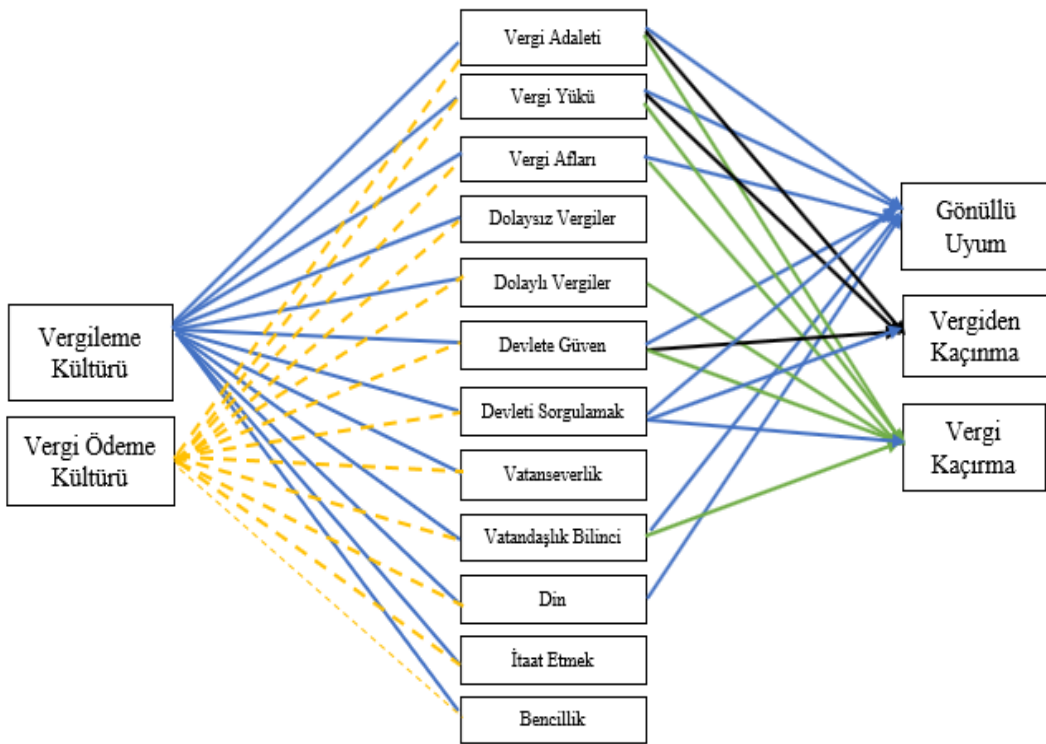 Vergileme
Kültürü
Vergi Ödeme
Kültürü
Vergi Adaleti
Vergi Yükü
Vergi Afları
Dolaysız Vergiler
Dolaylı Vergiler
Devlete Güven
Devleti Sorgulamak
Vatanseverlik
Vatandaşlık Bilinci
Din
İtaat Etmek
Bencillik
Gönüllü
Uyum
Vergiden
Kaçınma
Vergi
Kaçırma